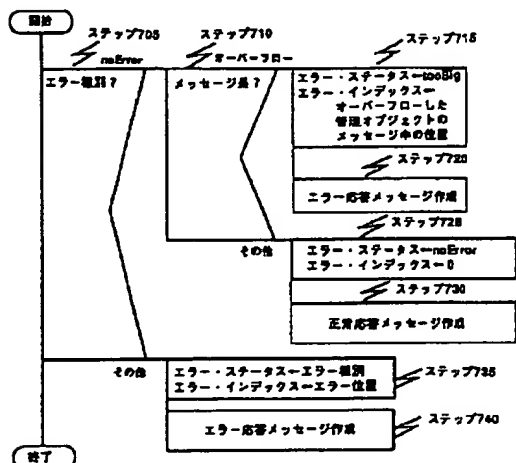 開始
ステップ705
ステップ710
ステップ715
noError
オーバーフロー
エラー種別?
メッセージ長?
エラー・ステータス←tooBig
エラー・インデックス←
オーバーフローした
管理オブジェクトの
メッセージ中の位置
ステップ720
エラー応答メッセージ作成
ステップ725
その他
エラー・ステータス←noError
エラー・インデックス←0
ステップ730
正常応答メッセージ作成
その他
エラー・ステータス←エラー種別
エラー・インデックス←エラー位置
ステップ735
エラー応答メッセージ作成
ステップ740
終了